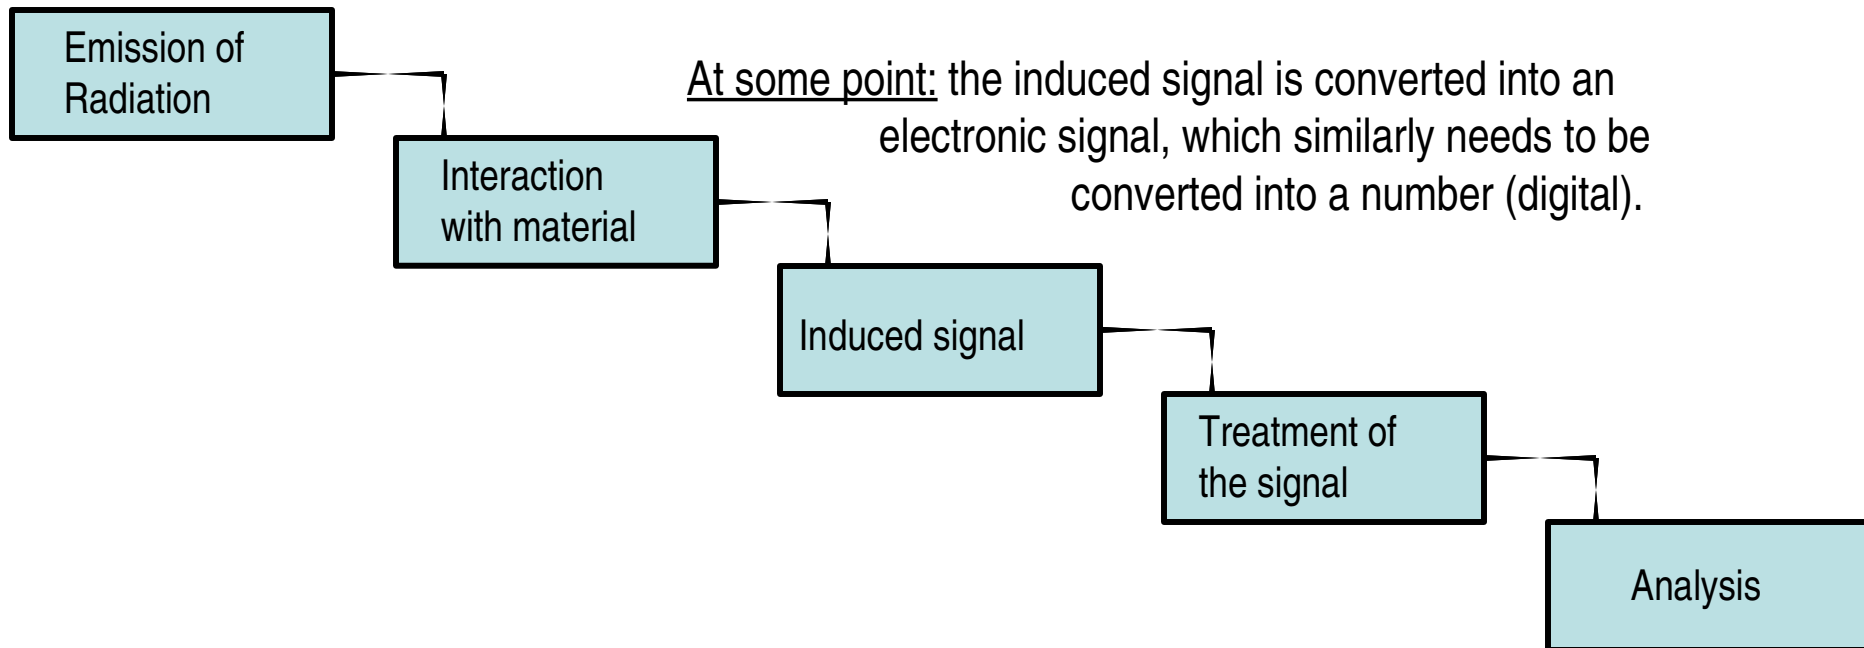 Emission of
Radiation
At some point: the induced signal is converted into an
electronic signal, which similarly needs to be
converted into a number (digital).
Interaction
with material
Induced signal
Treatment of
the signal
Analysis